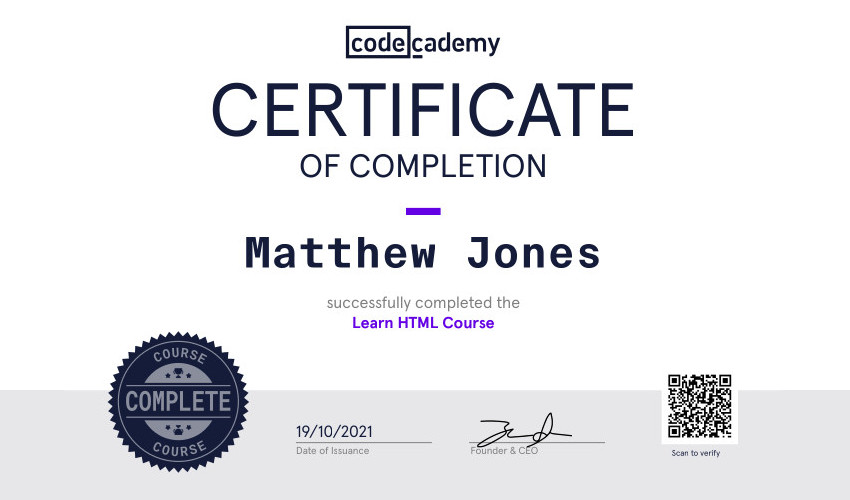 codecademy
CERTIFICATE
OF COMPLETION
Matthew Jones
successfully completed the
Learn HTML Course
COURSE
COMPLETE
COURSE
19/10/2021
Date of Issuance
Founder & CEO
Scan to verify